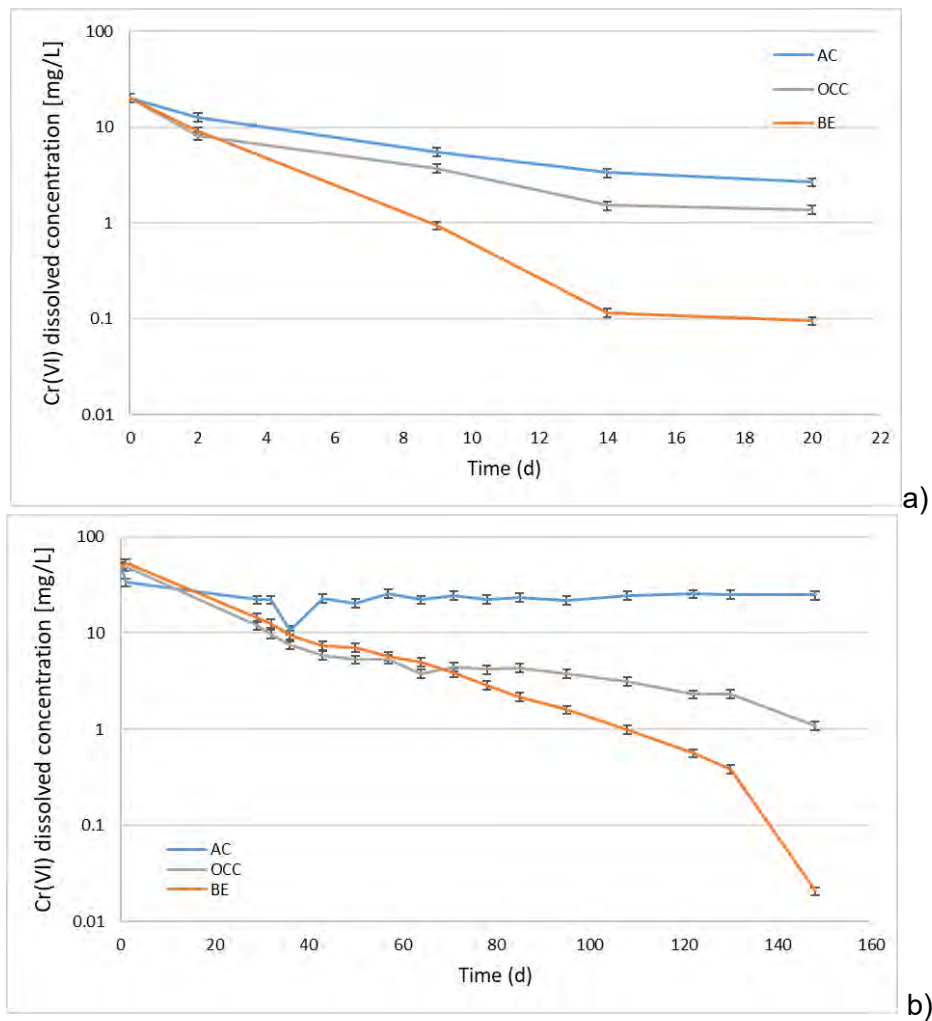 100
10
1
0.1
0.01
Cr(VI) dissolved concentration [mg/L]
AC
OCC
BE
0 2 4 6 8 10 12 14 16 18 20 22
Time (d)
a)
100
10
1
0.1
0.01
Cr(VI) dissolved concentration [mg/L]
AC
OCC
BE
0 20 40 60 80 100 120 140 160
Time (d)
b)